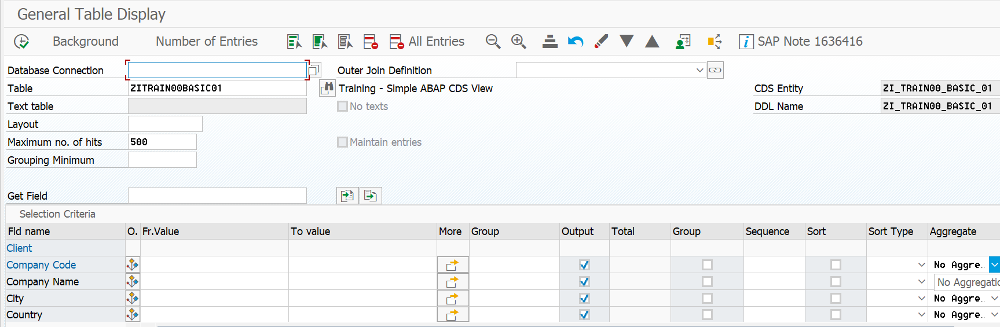 General Table Display
Background Number of Entries All Entries SAP Note 1636416
Database Connection Outer Join Definition
Table ZITRAIN00BASIC01 Training - Simple ABAP CDS View CDS Entity ZI_TRAIN00_BASIC_01
Text table No texts DDL Name ZI_TRAIN00_BASIC_01
Layout
Maximum no. of hits 500 Maintain entries
Grouping Minimum
Get Field
Selection Criteria
Fld name O. Fr.Value To value More Group Output Total Group Sequence Sort Sort Type Aggregate
Client
Company Code No Aggre…
Company Name No Aggregatio
City No Aggre…
Country No Aggre…